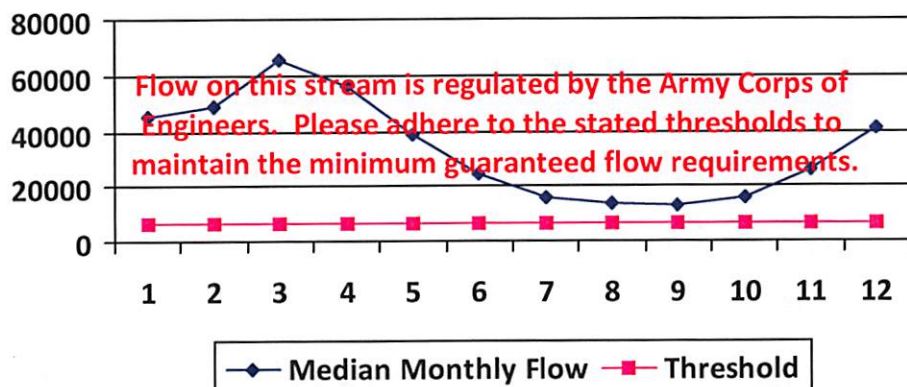 80000
60000
40000
20000
0
Flow on this stream is regulated by the Army Corps of
Engineers. Please adhere to the stated thresholds to
maintain the minimum guaranteed flow requirements.
1 2 3 4 5 6 7 8 9 10 11 12
Median Monthly Flow Threshold